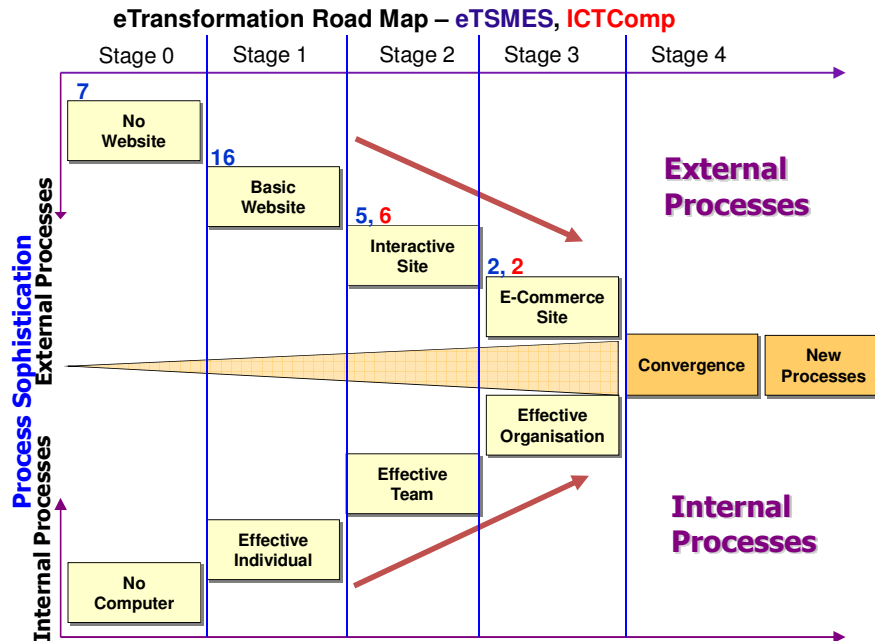 eTransformation Road Map – eTSMES, ICTComp
Stage 0
Stage 1
Stage 2
Stage 3
Stage 4
7
No
Website
16
Basic
Website
External
Processes
5, 6
Interactive
Site
2, 2
E-Commerce
Site
Process Sophistication
External Processes
Internal Processes
Convergence
New
Processes
Effective
Organisation
Effective
Team
Internal
Processes
Effective
Individual
No
Computer